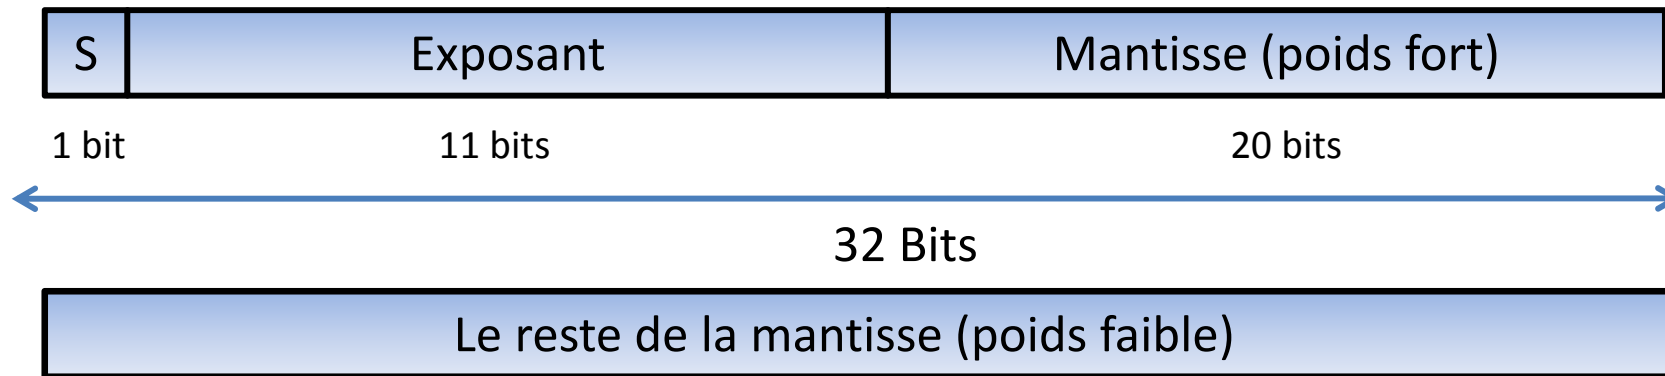 S Exposant Mantisse (poids fort)
1 bit 11 bits 20 bits
32 Bits
Le reste de la mantisse (poids faible)